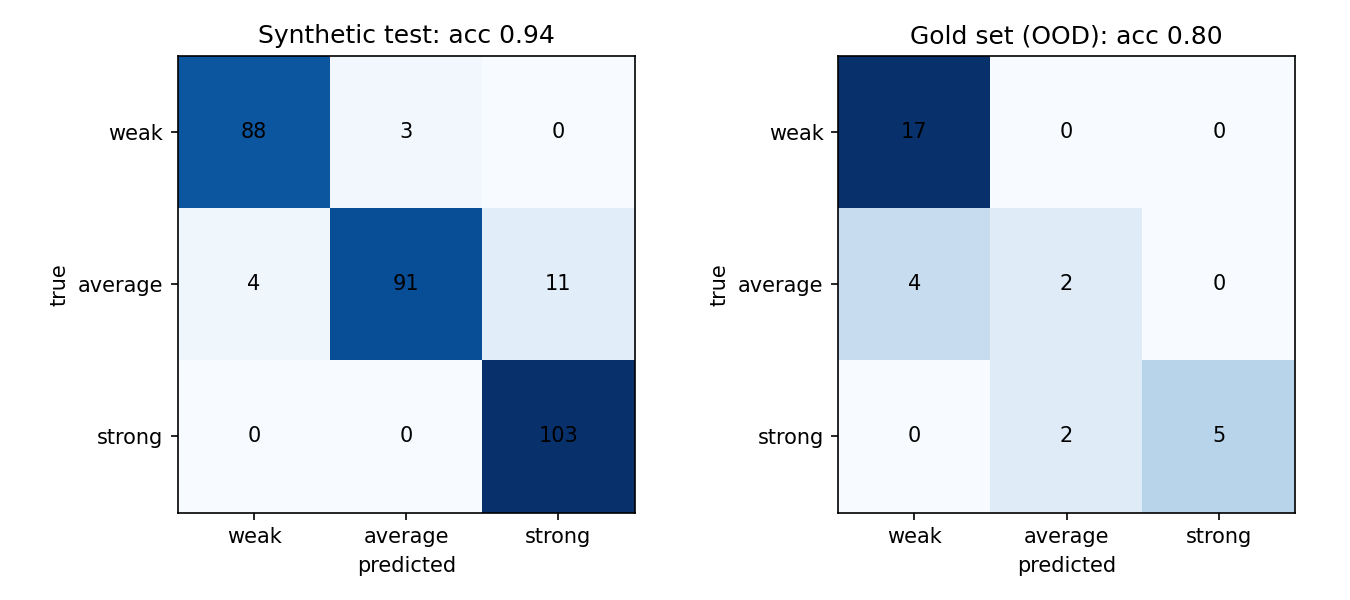 Synthetic test: acc 0.94
weak 88 3 0
average 4 91 11
strong 0 0 103
weak average strong
predicted
true
Gold set (OOD): acc 0.80
weak 17 0 0
average 4 2 0
strong 0 2 5
weak average strong
predicted
true